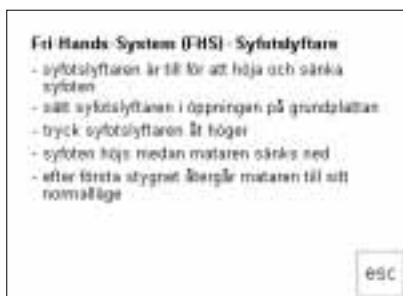 Fri Hands System (FHS) - Syfotslyftare
- syfotslyftaren är till för att höja och sänka
syfoten
- sätt syfotslyftaren i öppningen på grundplattan
- tryck syfotslyftaren åt höger
- syfoten höjs medan mataren sänks ned
- efter första stygnet återgår mataren till sitt
normalläge
esc